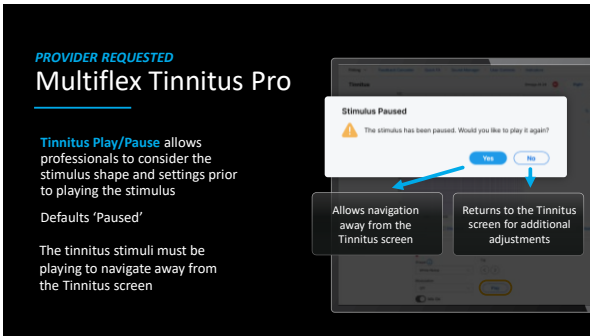 PROVIDER REQUESTED
Multiflex Tinnitus Pro
Tinnitus Play/Pause allows
professionals to consider the
stimulus shape and settings prior
to playing the stimulus
Defaults ‘Paused’
The tinnitus stimuli must be
playing to navigate away from
the Tinnitus screen
Tinnitus
Stimulus Paused
The stimulus has been paused. Would you like to play it again?
Yes
No
Allows navigation
away from the
Tinnitus screen
Returns to the Tinnitus
screen for additional
adjustments